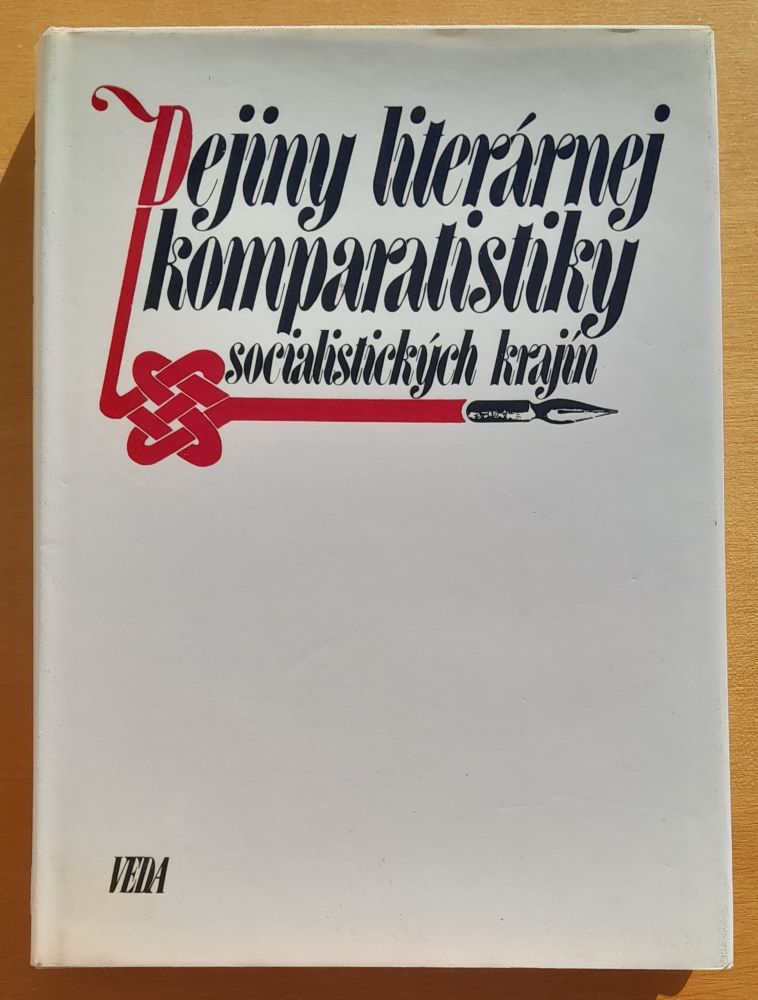 Dejiny literárnej
komparatistiky
socialistických krajín
VEDA